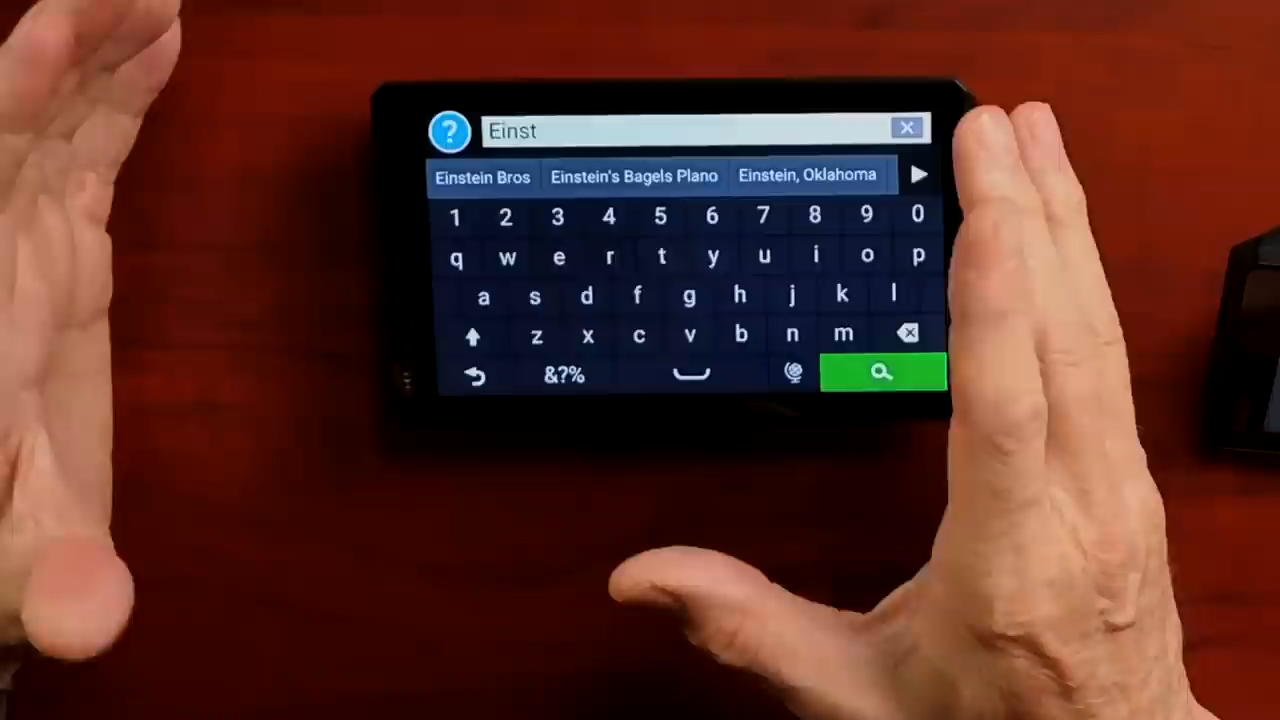 ? Einst
Einstein Bros Einstein's Bagels Plano Einstein, Oklahoma
1 2 3 4 5 6 7 8 9 0
q w e r t y u i o p
a s d f g h j k l
z x c v b n m
&?%